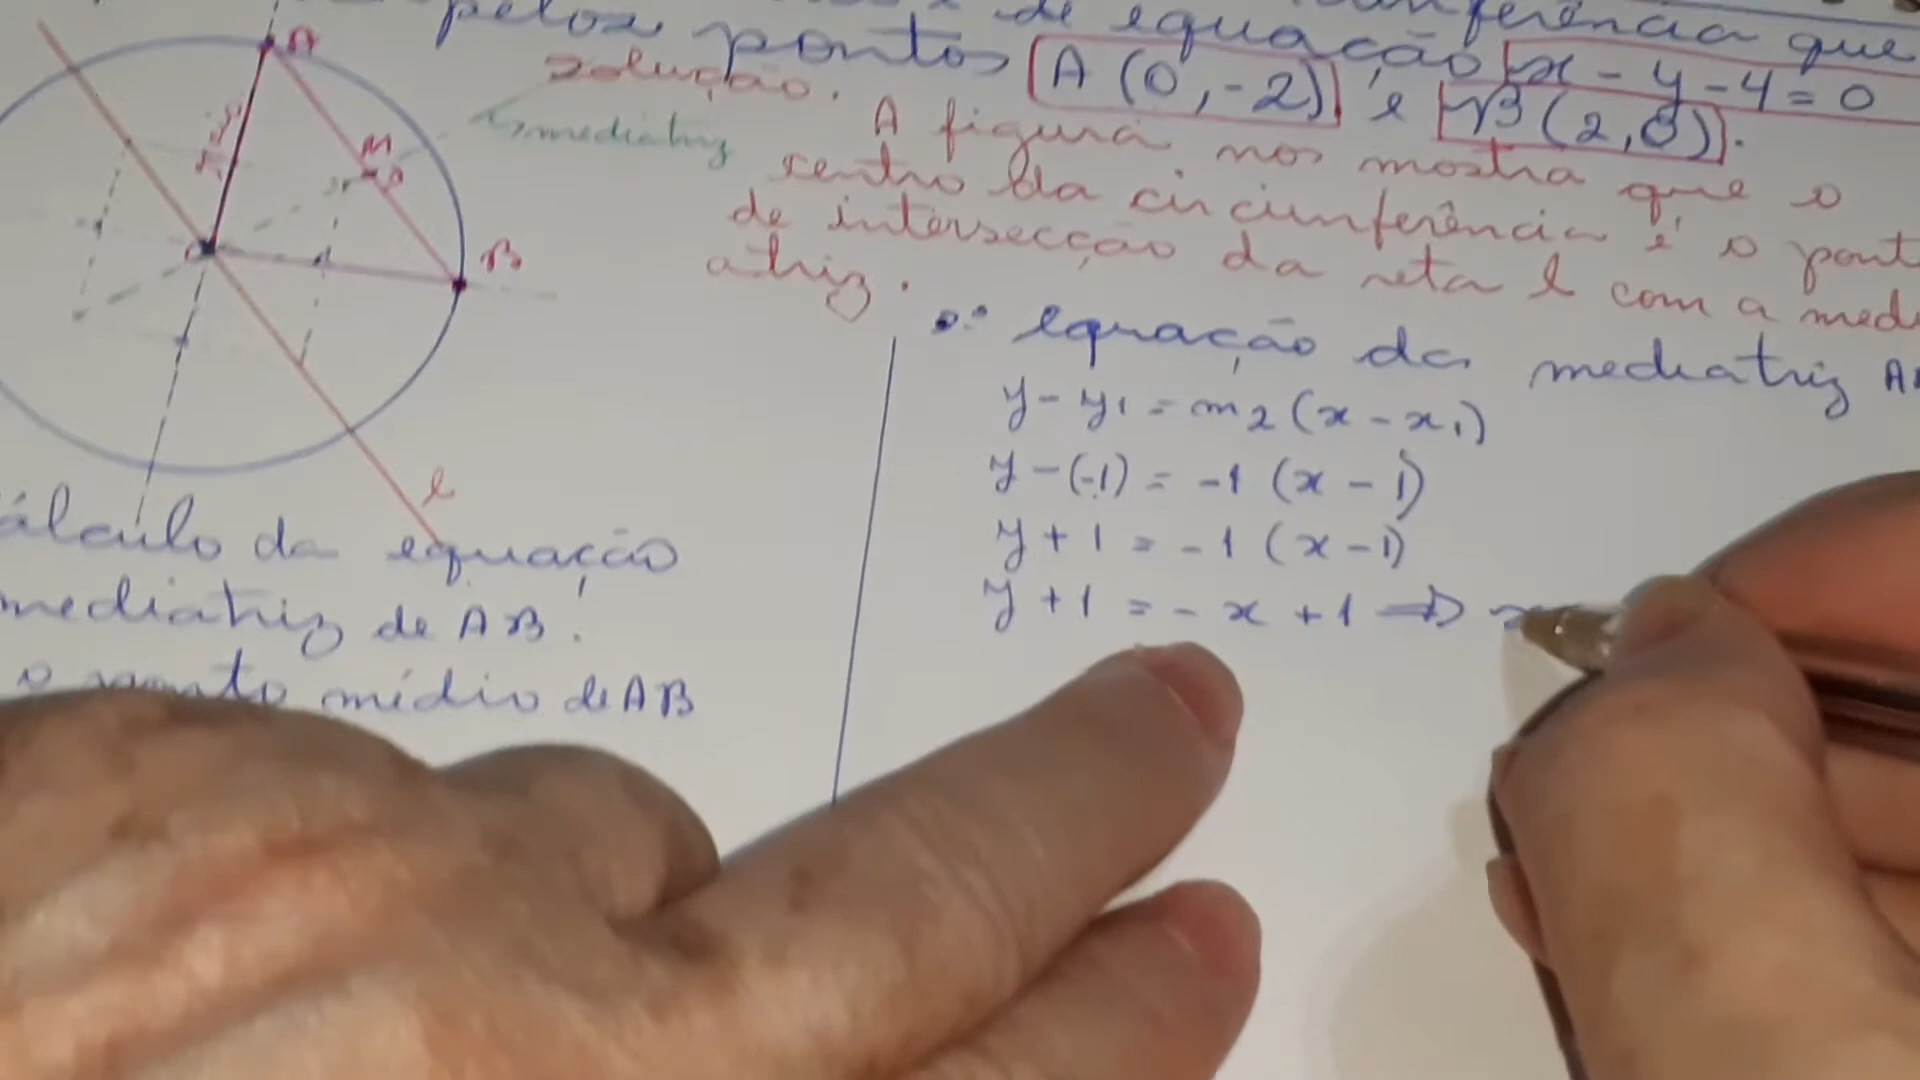 pelos pontos A (0, -2) e B (2, 0).
de equação x - y - 4 = 0
solução.
mediatriz
A figura nos mostra que o
centro da circunferência é o pont
de intersecção da reta l com a medi
atriz.
A
M
B
l
álculo da equação
mediatriz de AB.
o médio de AB
equação da mediatriz
y - y1 = m2 (x - x1)
y - (-1) = -1 (x - 1)
y + 1 = -1 (x - 1)
y + 1 = - x + 1 ⇒ x